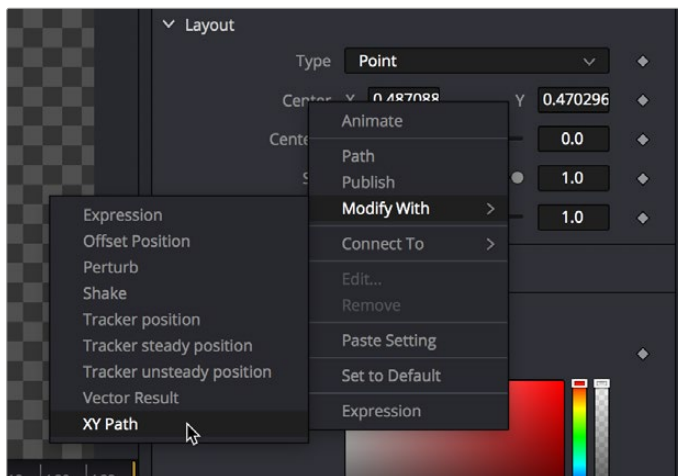 Layout
Type Point
Center X 0.487088 Y 0.470296
Animate
0.0
Path
Publish
1.0
Modify With
1.0
Connect To
Edit...
Remove
Paste Setting
Set to Default
Expression
Expression
Offset Position
Perturb
Shake
Tracker position
Tracker steady position
Tracker unsteady position
Vector Result
XY Path